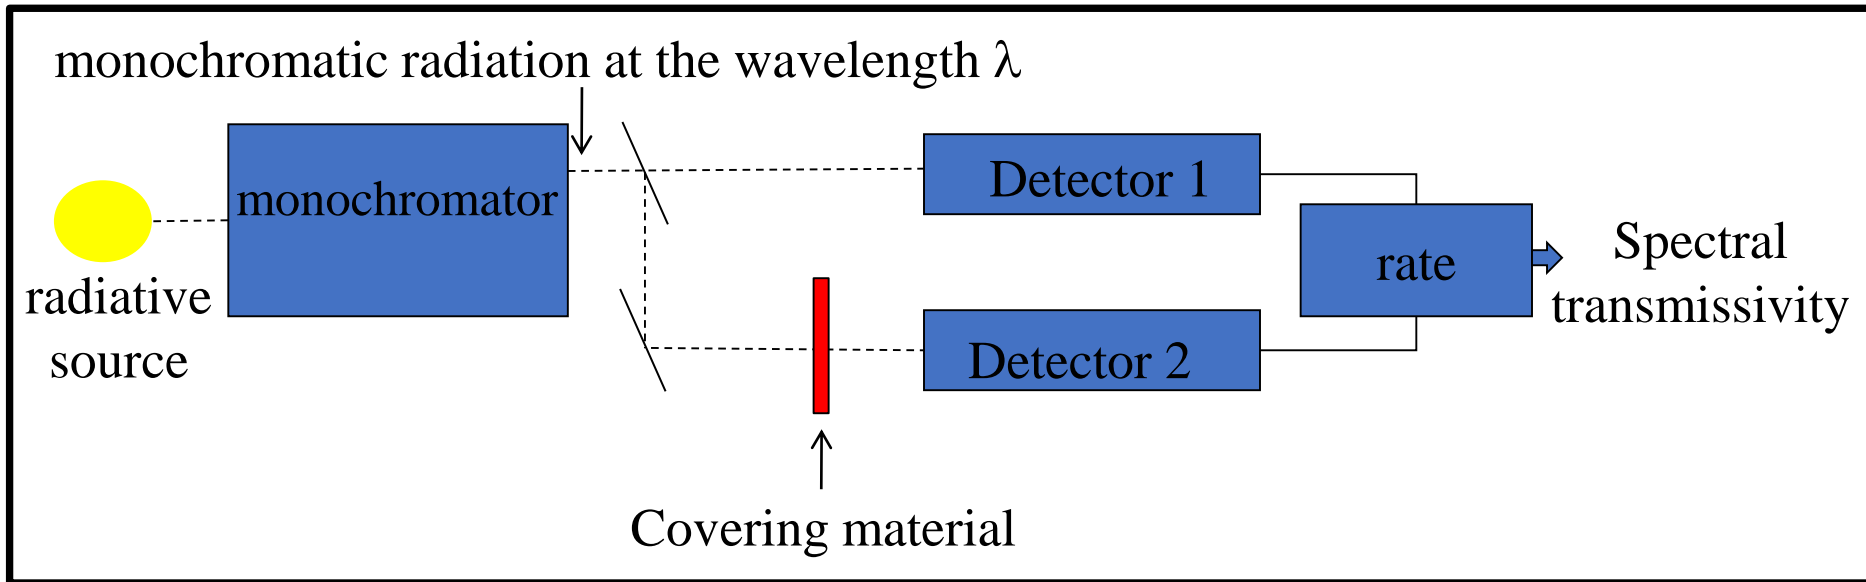 monochromatic radiation at the wavelength λ
monochromator
Detector 1
radiative
source
rate
Spectral
transmissivity
Detector 2
Covering material